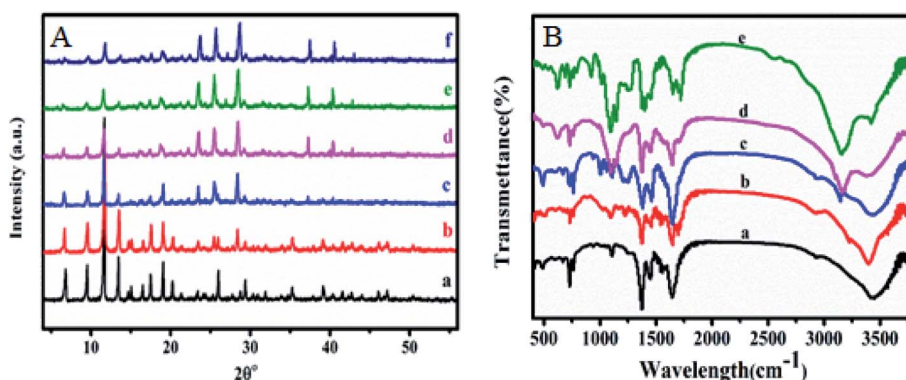 A
f
e
d
c
b
a
Intensity (a.u.)
10 20 30 40 50
2θ°
B
e
d
c
b
a
Transmettance(%)
500 1000 1500 2000 2500 3000 3500
Wavelength(cm⁻¹)